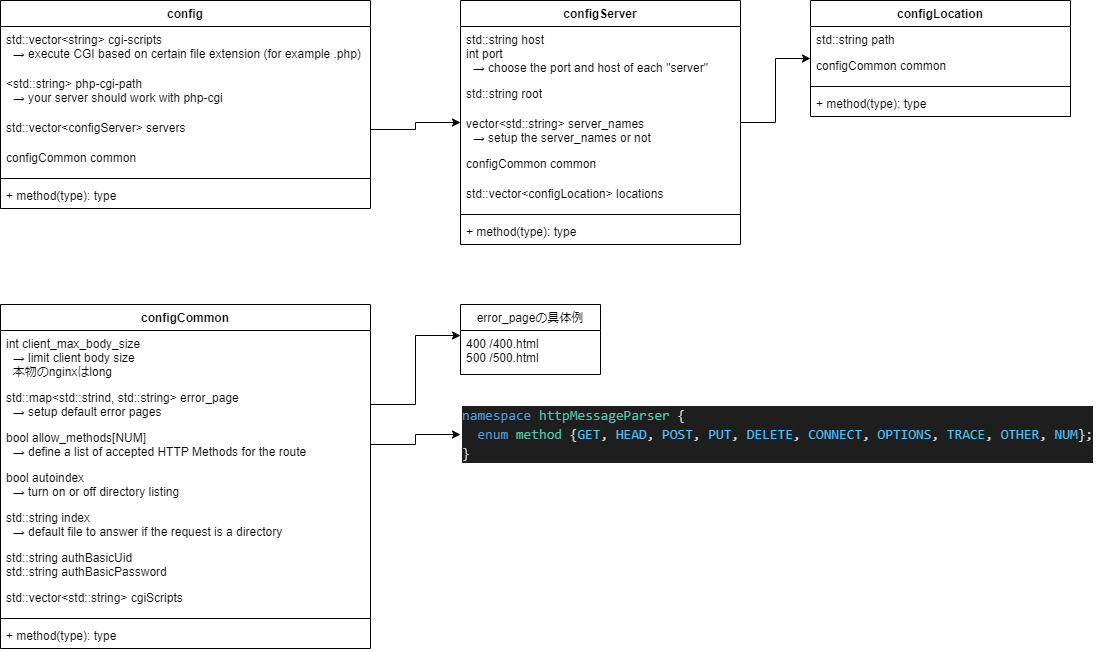 config
std::vector<string> cgi-scripts
→ execute CGI based on certain file extension (for example .php)
<std::string> php-cgi-path
→ your server should work with php-cgi
std::vector<configServer> servers
configCommon common
+ method(type): type
configServer
std::string host
int port
→ choose the port and host of each "server"
std::string root
vector<std::string> server_names
→ setup the server_names or not
configCommon common
std::vector<configLocation> locations
+ method(type): type
configLocation
std::string path
configCommon common
+ method(type): type
configCommon
int client_max_body_size
→ limit client body size
本物のnginxはlong
std::map<std::strind, std::string> error_page
→ setup default error pages
bool allow_methods[NUM]
→ define a list of accepted HTTP Methods for the route
bool autoindex
→ turn on or off directory listing
std::string index
→ default file to answer if the request is a directory
std::string authBasicUid
std::string authBasicPassword
std::vector<std::string> cgiScripts
+ method(type): type
error_pageの具体例
400 /400.html
500 /500.html
namespace httpMessageParser {
enum method {GET, HEAD, POST, PUT, DELETE, CONNECT, OPTIONS, TRACE, OTHER, NUM};
}